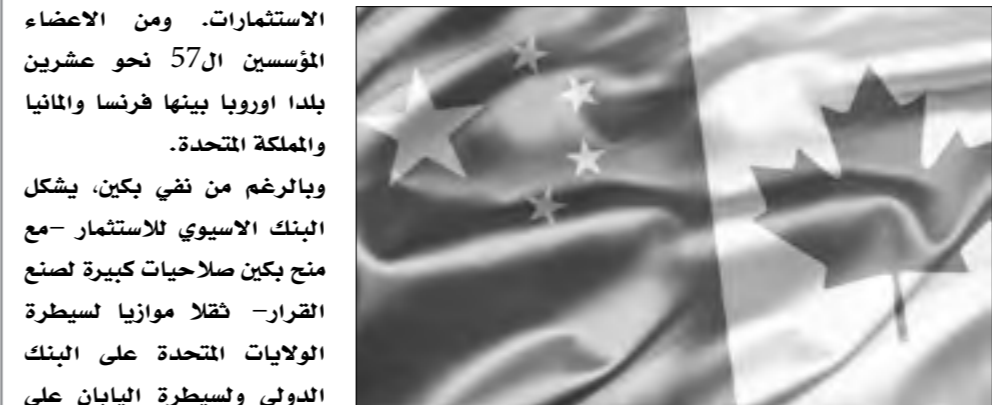 الاستثمارات. ومن الاعضاء
المؤسسين ال57 نحو عشرين
بلدا اوروبا بينها فرنسا والمانيا
والمملكة المتحدة.
وبالرغم من نفي بكين، يشكل
البنك الاسيوي للاستثمار –مع
منح بكين صلاحيات كبيرة لصنع
القرار– ثقلا موازيا لسيطرة
الولايات المتحدة على البنك
الدولي ولسيطرة اليابان على